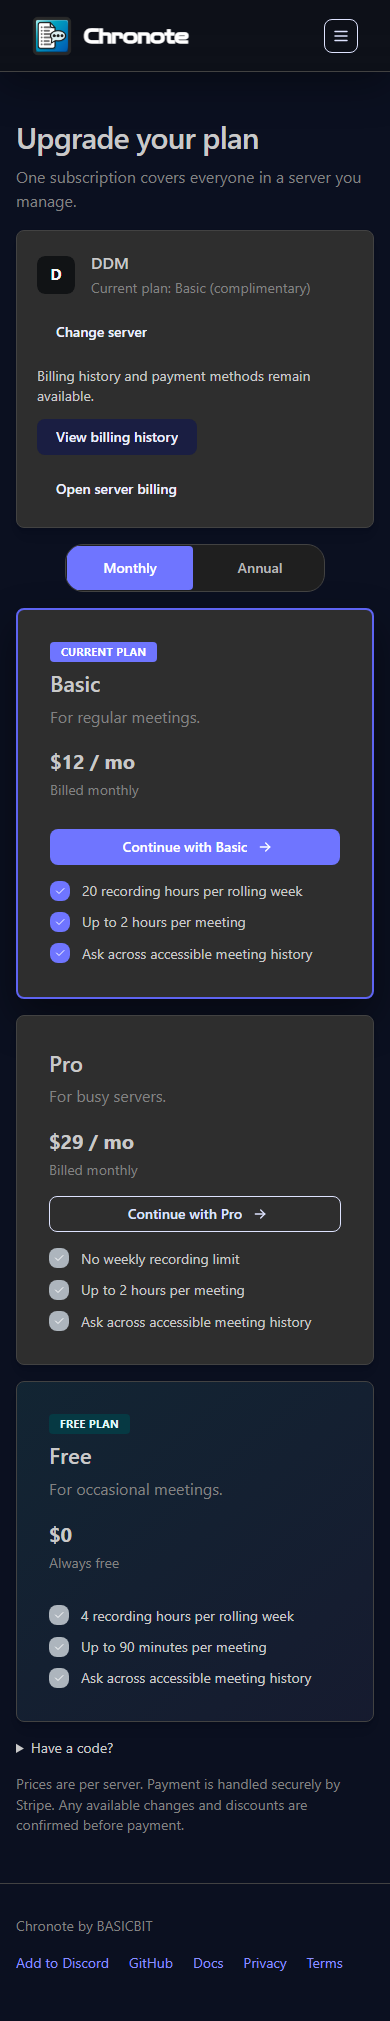 Chronote
Upgrade your plan
One subscription covers everyone in a server you
manage.
D
DDM
Current plan: Basic (complimentary)
Change server
Billing history and payment methods remain
available.
View billing history
Open server billing
Monthly
Annual
CURRENT PLAN
Basic
For regular meetings.
$12 / mo
Billed monthly
Continue with Basic →
20 recording hours per rolling week
Up to 2 hours per meeting
Ask across accessible meeting history
Pro
For busy servers.
$29 / mo
Billed monthly
Continue with Pro →
No weekly recording limit
Up to 2 hours per meeting
Ask across accessible meeting history
FREE PLAN
Free
For occasional meetings.
$0
Always free
4 recording hours per rolling week
Up to 90 minutes per meeting
Ask across accessible meeting history
Have a code?
Prices are per server. Payment is handled securely by
Stripe. Any available changes and discounts are
confirmed before payment.
Chronote by BASICBIT
Add to Discord GitHub Docs Privacy Terms